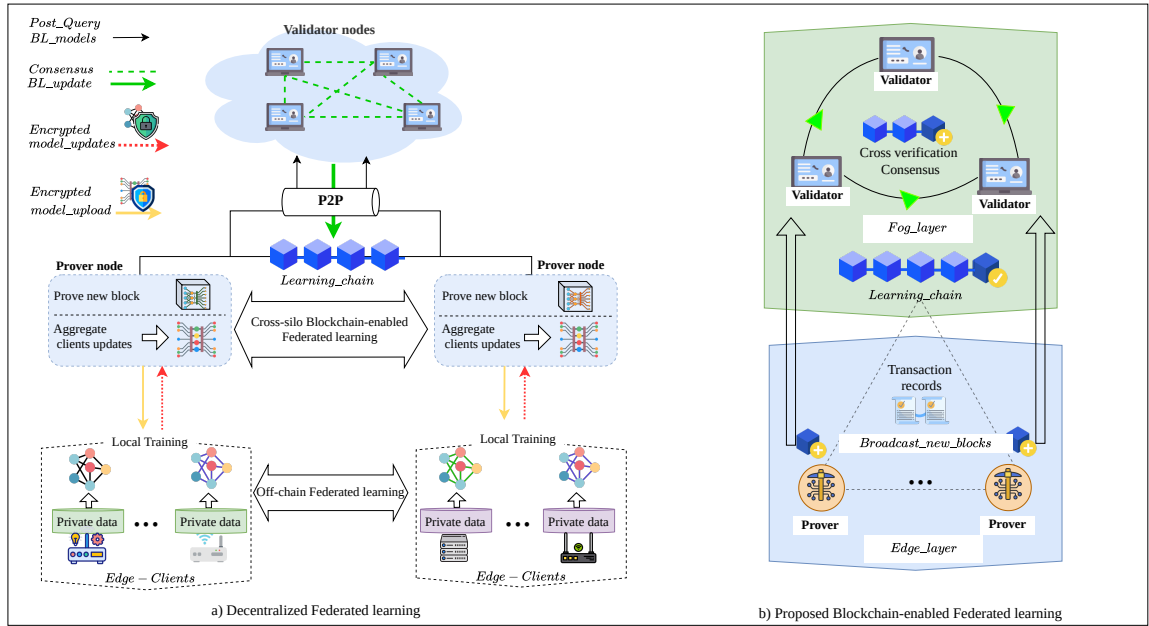 Post_Query
BL_models
Consensus
BL_update
Encrypted
model_updates
Encrypted
model_upload
Validator nodes
P2P
Learning_chain
Prover node
Prove new block
Aggregate
clients updates
Cross-silo Blockchain-enabled
Federated learning
Prover node
Prove new block
Aggregate
clients updates
Local Training
Private data
Private data
Edge – Clients
Off-chain Federated learning
Local Training
Private data
Private data
Edge – Clients
a) Decentralized Federated learning
Validator
Cross verification
Consensus
Validator
Validator
Fog_layer
Learning_chain
Transaction
records
Broadcast_new_blocks
Prover
Prover
Edge_layer
b) Proposed Blockchain-enabled Federated learning